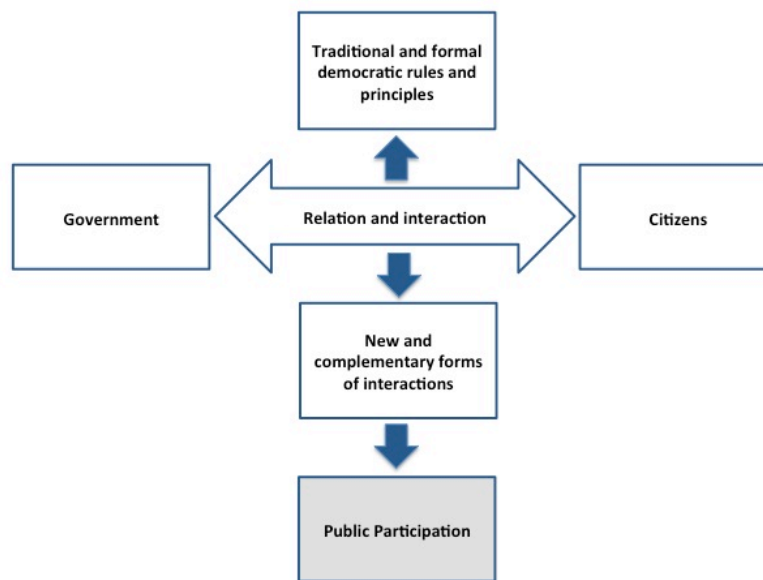 Traditional and formal
democratic rules and
principles
Government
Relation and interaction
Citizens
New and
complementary forms
of interactions
Public Participation